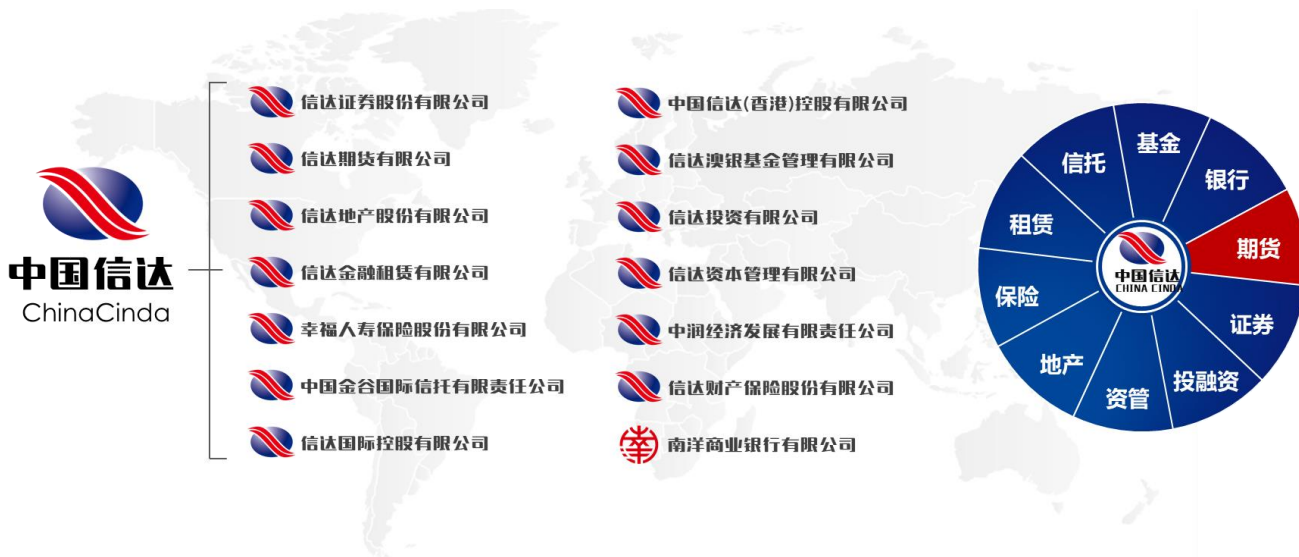 中国信达
ChinaCinda
信达证券股份有限公司
信达期货有限公司
信达地产股份有限公司
信达金融租赁有限公司
幸福人寿保险股份有限公司
中国金谷国际信托有限责任公司
信达国际控股有限公司
中国信达(香港)控股有限公司
信达澳银基金管理有限公司
信达投资有限公司
信达资本管理有限公司
中润经济发展有限责任公司
信达财产保险股份有限公司
南洋商业银行有限公司
基金
银行
期货
证券
投融资
资管
地产
保险
租赁
信托
中国信达
CHINA CINDA